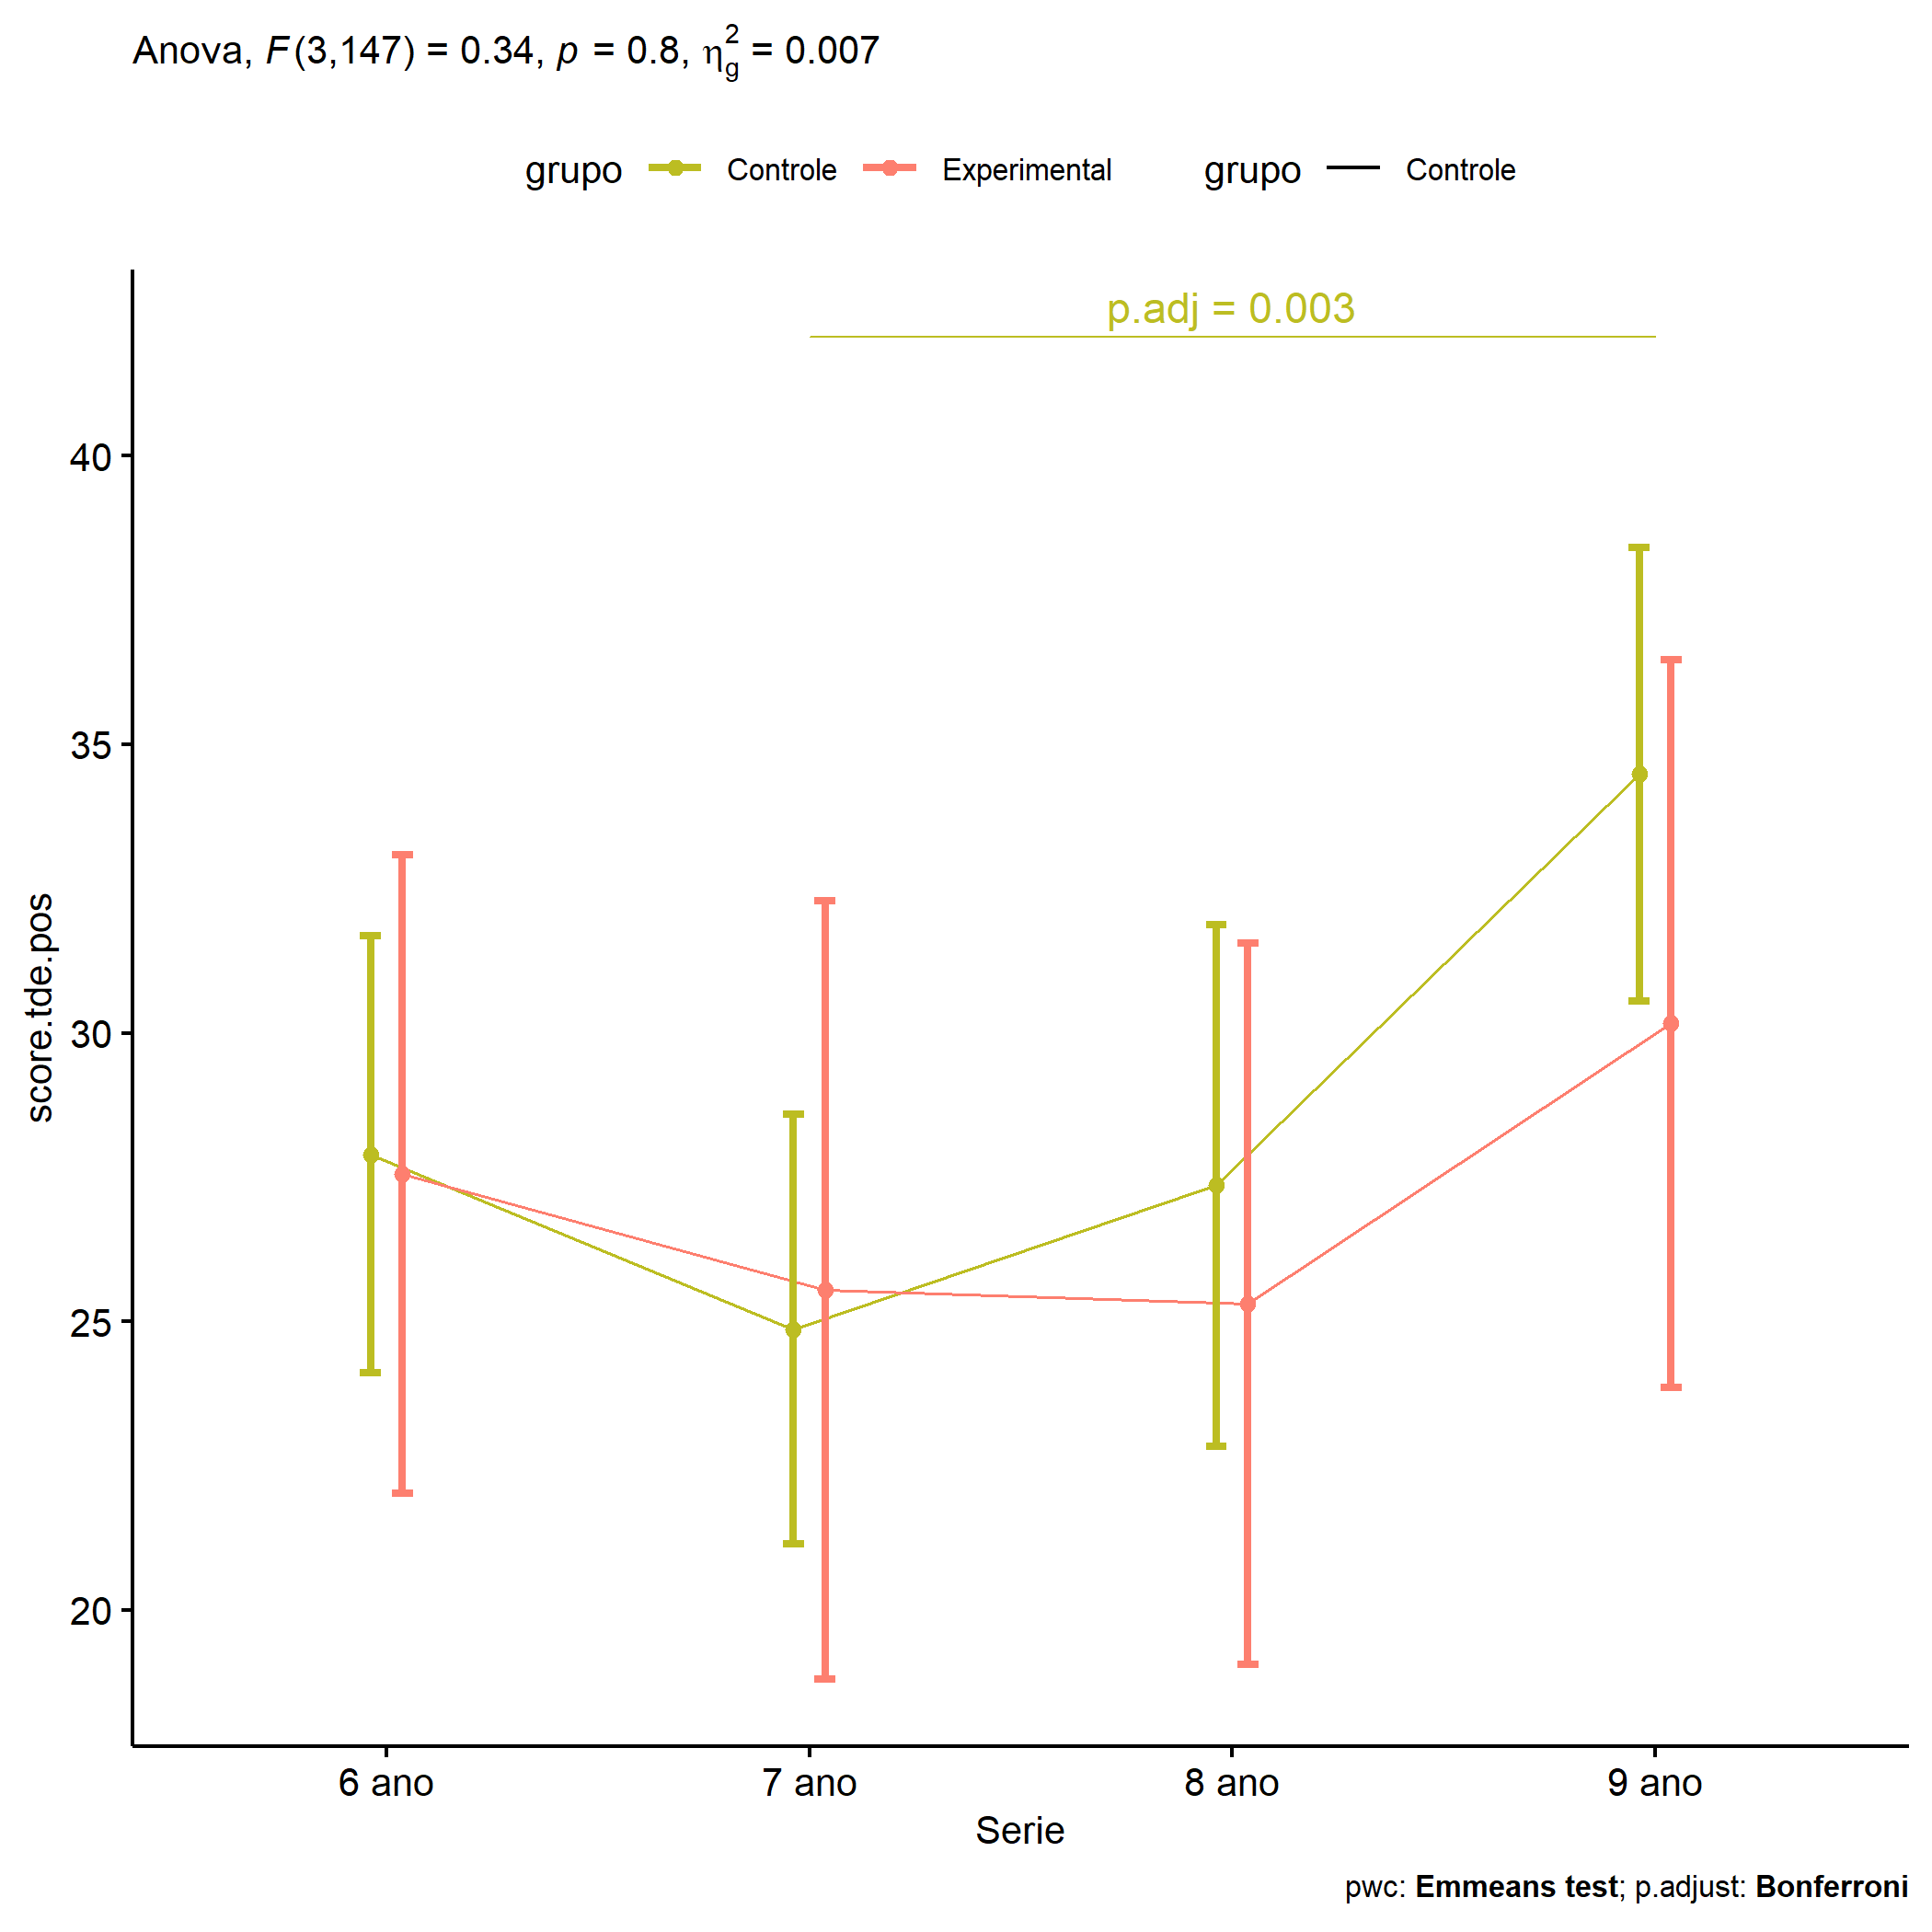 Anova, F(3,147) = 0.34, p = 0.8, η²g = 0.007
grupo Controle Experimental grupo Controle
p.adj = 0.003
40
35
30
25
20
score.tde.pos
6 ano 7 ano 8 ano 9 ano
Serie
pwc: Emmeans test; p.adjust: Bonferroni